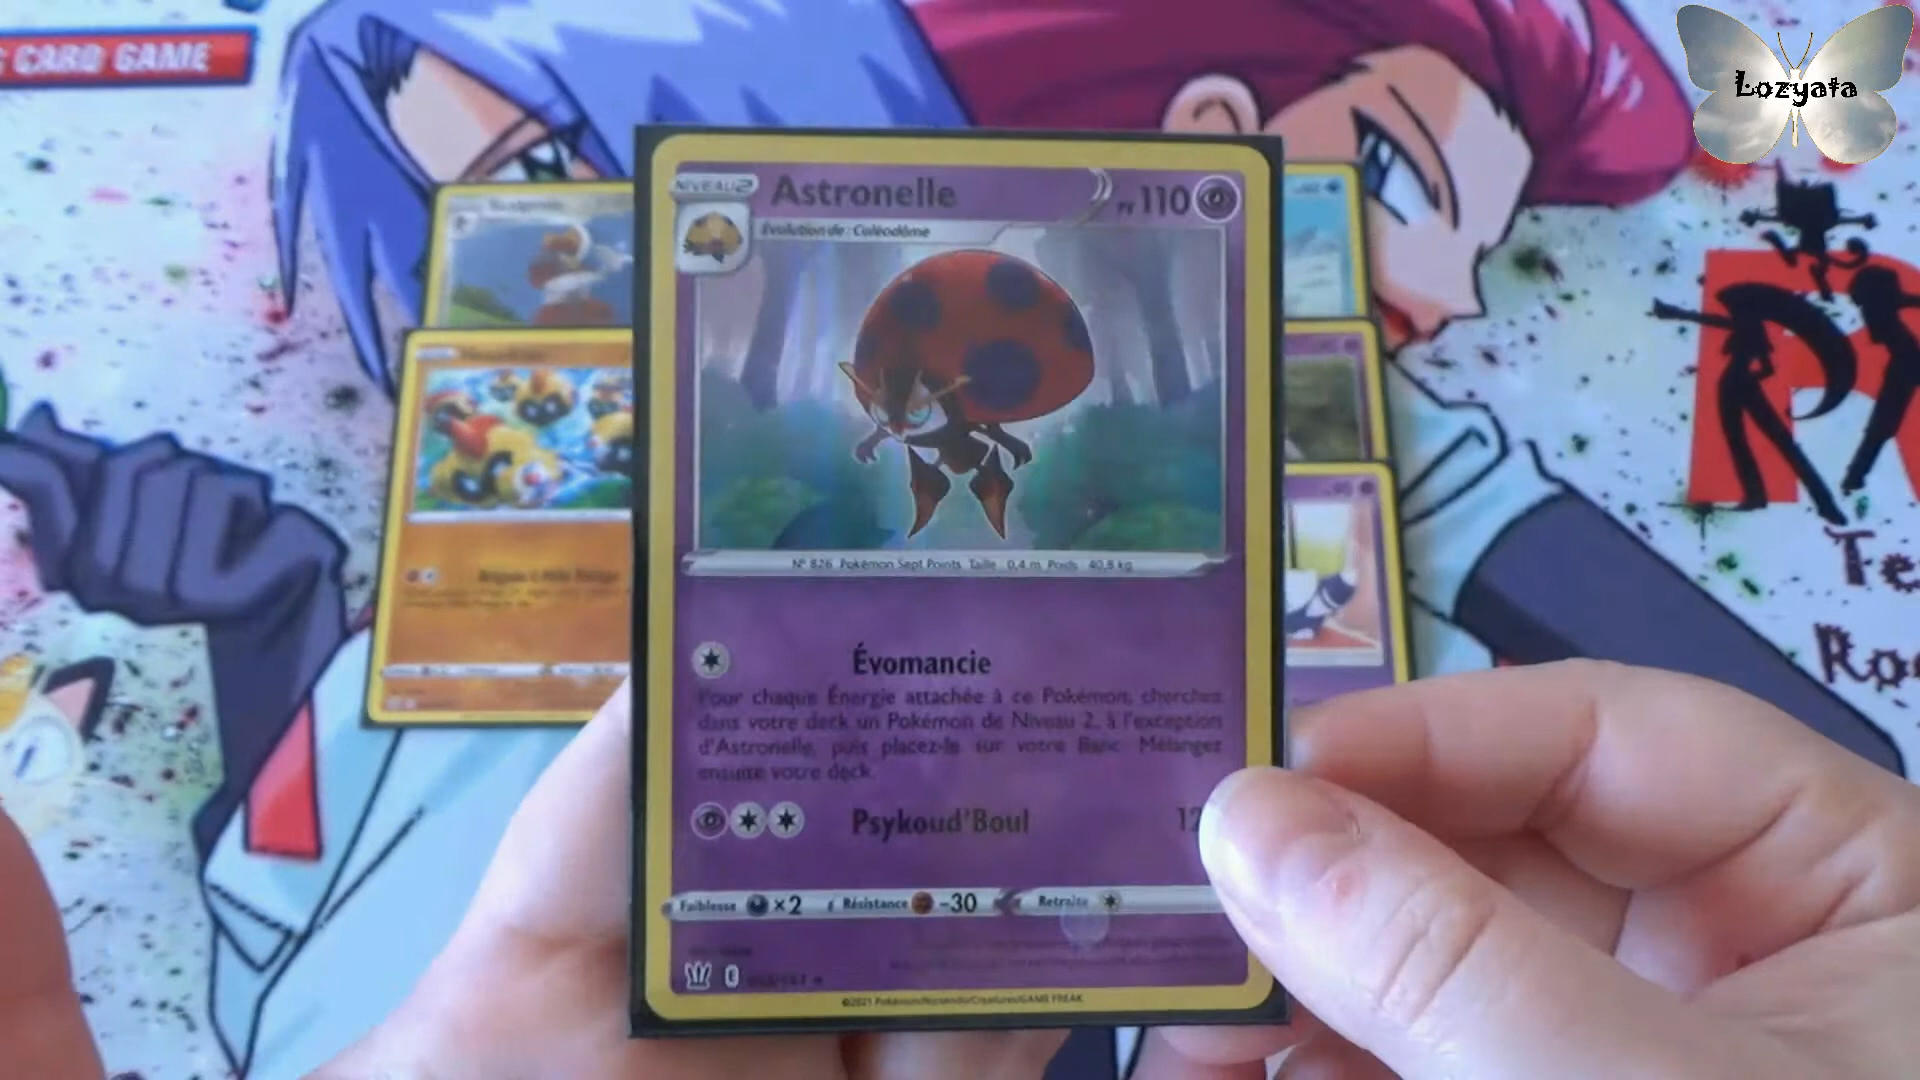 CARD GAME
Lozyata
NIVEAU 2
Astronelle
PV 110
Évolution de : Coléodôme
N° 826 Pokémon Sept Points Taille : 0,4 m Poids : 40,8 kg
Évomancie
Pour chaque Énergie attachée à ce Pokémon, cherchez
dans votre deck un Pokémon de Niveau 2, à l'exception
d'Astronelle, puis placez-le sur votre Banc. Mélangez
ensuite votre deck.
Psykoud'Boul 12
Faiblesse ×2 Résistance -30 Retraite
©2021 Pokémon/Nintendo/Creatures/GAME FREAK
R
Te
Ro